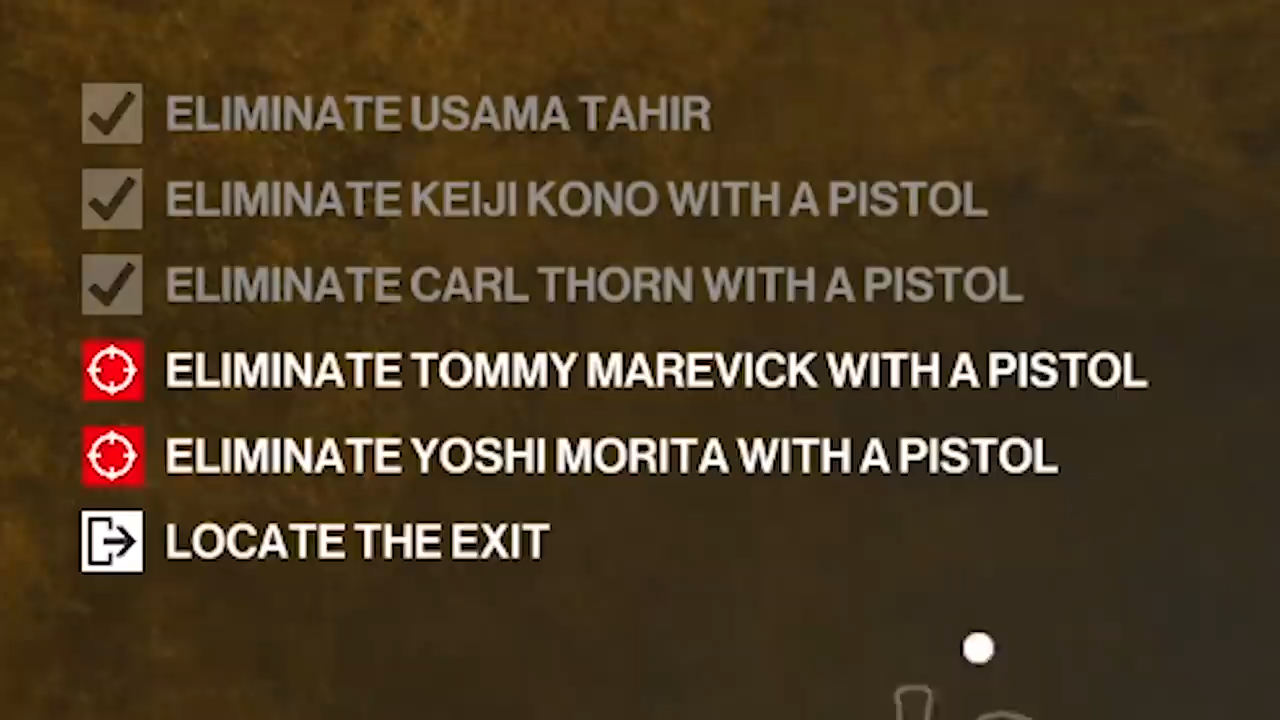 ELIMINATE USAMA TAHIR
ELIMINATE KEIJI KONO WITH A PISTOL
ELIMINATE CARL THORN WITH A PISTOL
ELIMINATE TOMMY MAREVICK WITH A PISTOL
ELIMINATE YOSHI MORITA WITH A PISTOL
LOCATE THE EXIT